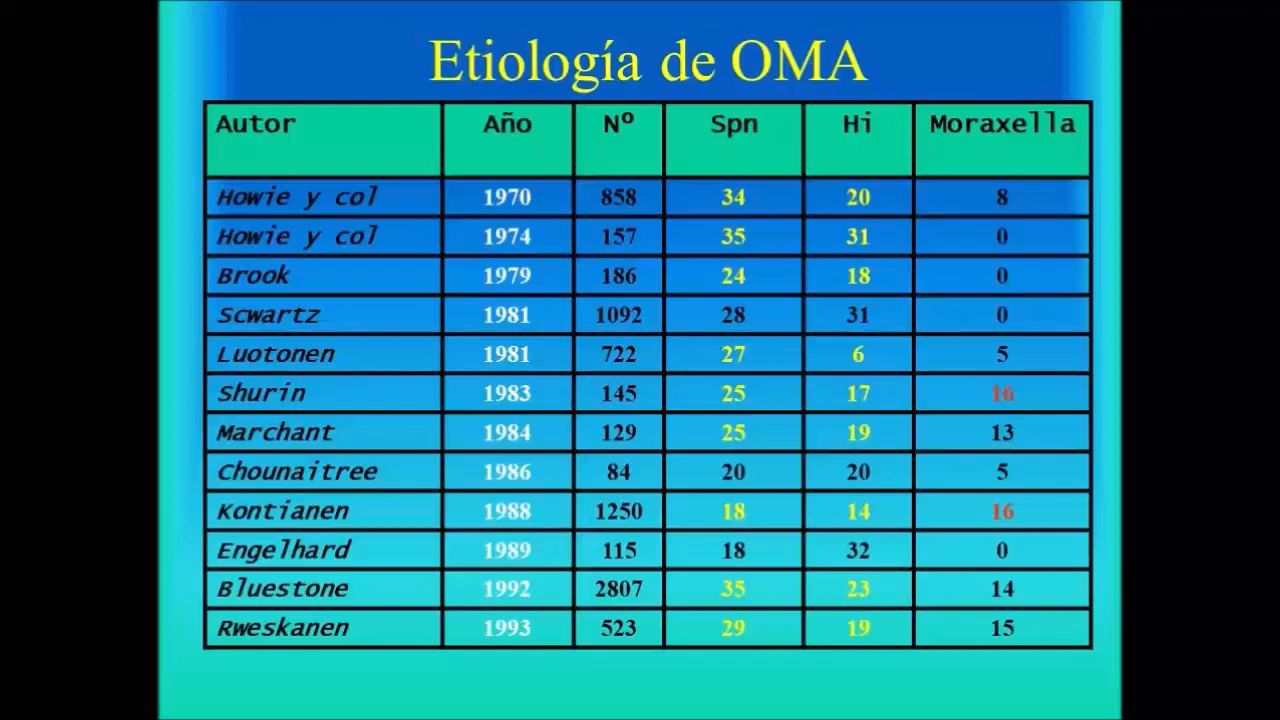 Etiología de OMA
Autor Año Nº Spn Hi Moraxella
Howie y col 1970 858 34 20 8
Howie y col 1974 157 35 31 0
Brook 1979 186 24 18 0
Scwartz 1981 1092 28 31 0
Luotonen 1981 722 27 6 5
Shurin 1983 145 25 17 16
Marchant 1984 129 25 19 13
Chounaitree 1986 84 20 20 5
Kontianen 1988 1250 18 14 16
Engelhard 1989 115 18 32 0
Bluestone 1992 2807 35 23 14
Rweskanen 1993 523 29 19 15